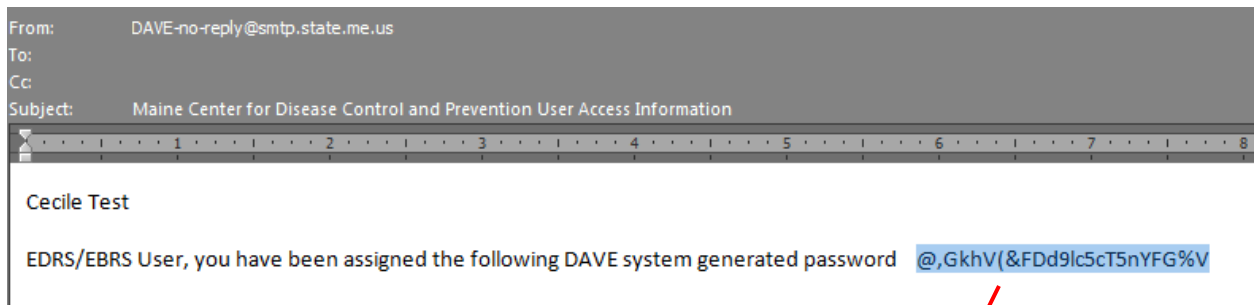 From: DAVE-no-reply@smtp.state.me.us
To:
Cc:
Subject: Maine Center for Disease Control and Prevention User Access Information
1 2 3 4 5 6 7 8
Cecile Test
EDRS/EBRS User, you have been assigned the following DAVE system generated password @,GkhV(&FDd9lc5cT5nYFG%V